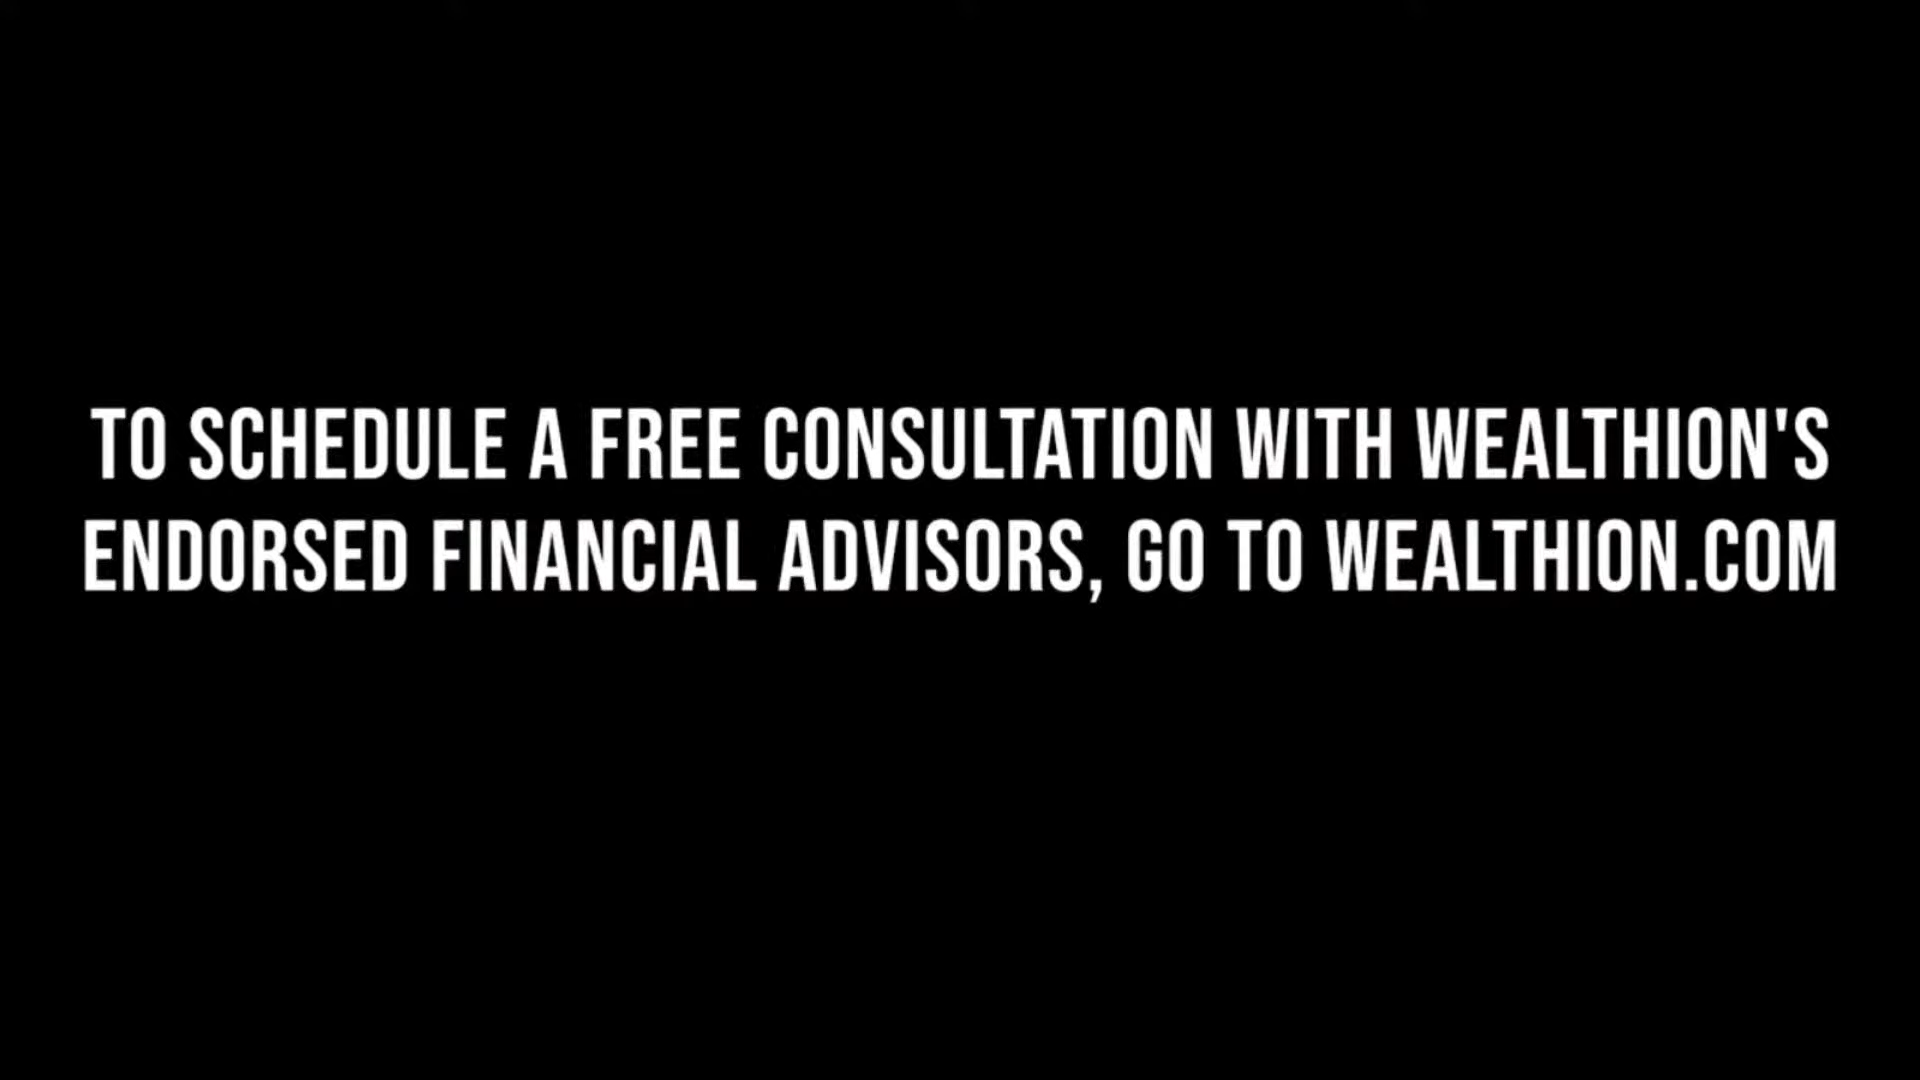 TO SCHEDULE A FREE CONSULTATION WITH WEALTHION'S
ENDORSED FINANCIAL ADVISORS, GO TO WEALTHION.COM